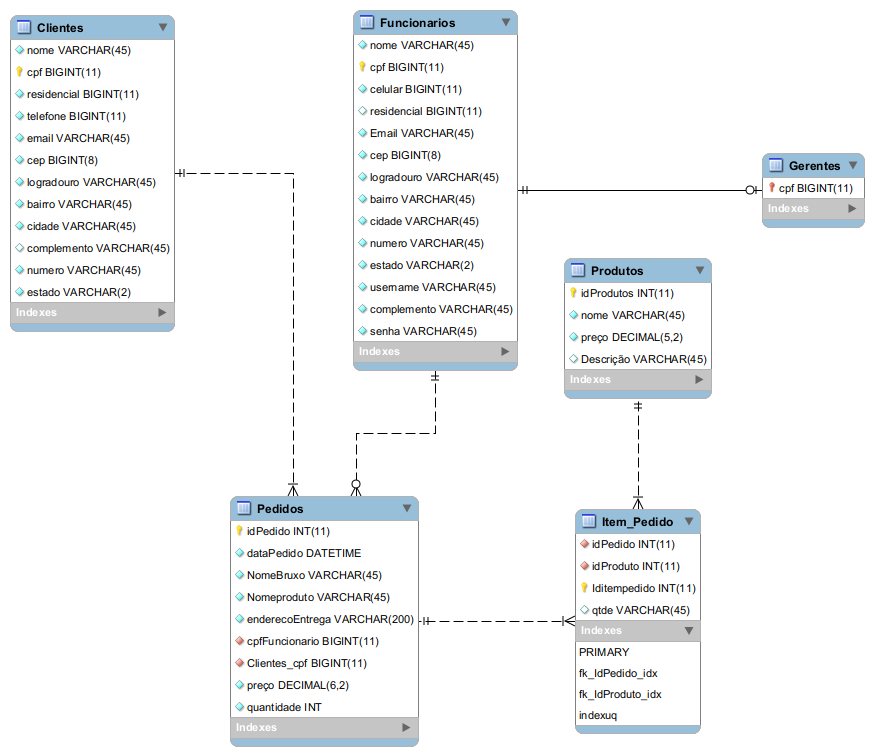 Clientes
nome VARCHAR(45)
cpf BIGINT(11)
residencial BIGINT(11)
telefone BIGINT(11)
email VARCHAR(45)
cep BIGINT(8)
logradouro VARCHAR(45)
bairro VARCHAR(45)
cidade VARCHAR(45)
complemento VARCHAR(45)
numero VARCHAR(45)
estado VARCHAR(2)
Indexes
Funcionarios
nome VARCHAR(45)
cpf BIGINT(11)
celular BIGINT(11)
residencial BIGINT(11)
Email VARCHAR(45)
cep BIGINT(8)
logradouro VARCHAR(45)
bairro VARCHAR(45)
cidade VARCHAR(45)
numero VARCHAR(45)
estado VARCHAR(2)
username VARCHAR(45)
complemento VARCHAR(45)
senha VARCHAR(45)
Indexes
Gerentes
cpf BIGINT(11)
Indexes
Produtos
idProdutos INT(11)
nome VARCHAR(45)
preço DECIMAL(5,2)
Descrição VARCHAR(45)
Indexes
Pedidos
idPedido INT(11)
dataPedido DATETIME
NomeBruxo VARCHAR(45)
Nomeproduto VARCHAR(45)
enderecoEntrega VARCHAR(200)
cpfFuncionario BIGINT(11)
Clientes_cpf BIGINT(11)
preço DECIMAL(6,2)
quantidade INT
Indexes
Item_Pedido
idPedido INT(11)
idProduto INT(11)
Iditempedido INT(11)
qtde VARCHAR(45)
Indexes
PRIMARY
fk_IdPedido_idx
fk_IdProduto_idx
indexuq